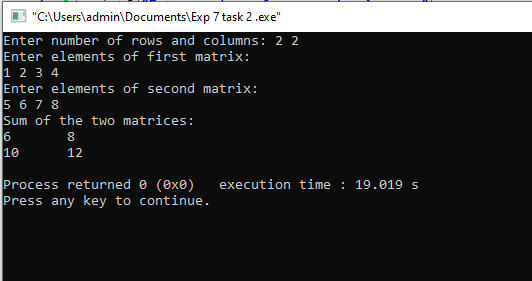 "C:\Users\admin\Documents\Exp 7 task 2 .exe"
Enter number of rows and columns: 2 2
Enter elements of first matrix:
1 2 3 4
Enter elements of second matrix:
5 6 7 8
Sum of the two matrices:
6       8
10      12

Process returned 0 (0x0)   execution time : 19.019 s
Press any key to continue.